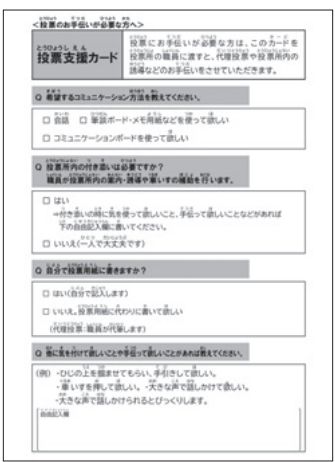 ＜投票のお手伝いが必要な方へ＞
投票支援カード
投票にお手伝いが必要な方は、このカードを
投票所の職員に渡すと、代理投票や投票所内の
誘導などのお手伝いをさせていただきます。
Q 希望するコミュニケーション方法を教えてください。
□ 会話 □ 筆談ボード・メモ用紙などを使って欲しい
□ コミュニケーションボードを使って欲しい
Q 投票所内の付き添いは必要ですか？
職員が投票所内の案内・誘導や車いすの補助を行います。
□ はい
⇒付き添いの時に気を使って欲しいこと、手伝って欲しいことなどがあれば
下の自由記入欄に書いてください。
□ いいえ(一人で大丈夫です)
Q 自分で投票用紙に書きますか？
□ はい(自分で記入します)
□ いいえ。投票用紙に代わりに書いて欲しい
(代理投票：職員が代筆します)
Q 他に気を付けて欲しいことや手伝って欲しいことがあれば教えてください。
(例) ・ひじの上を掴ませてもらい、手引きして欲しい。
・車いすを押して欲しい。・大きな声で話しかけて欲しい。
・大きな声で話しかけられるとびっくりします。
自由記入欄